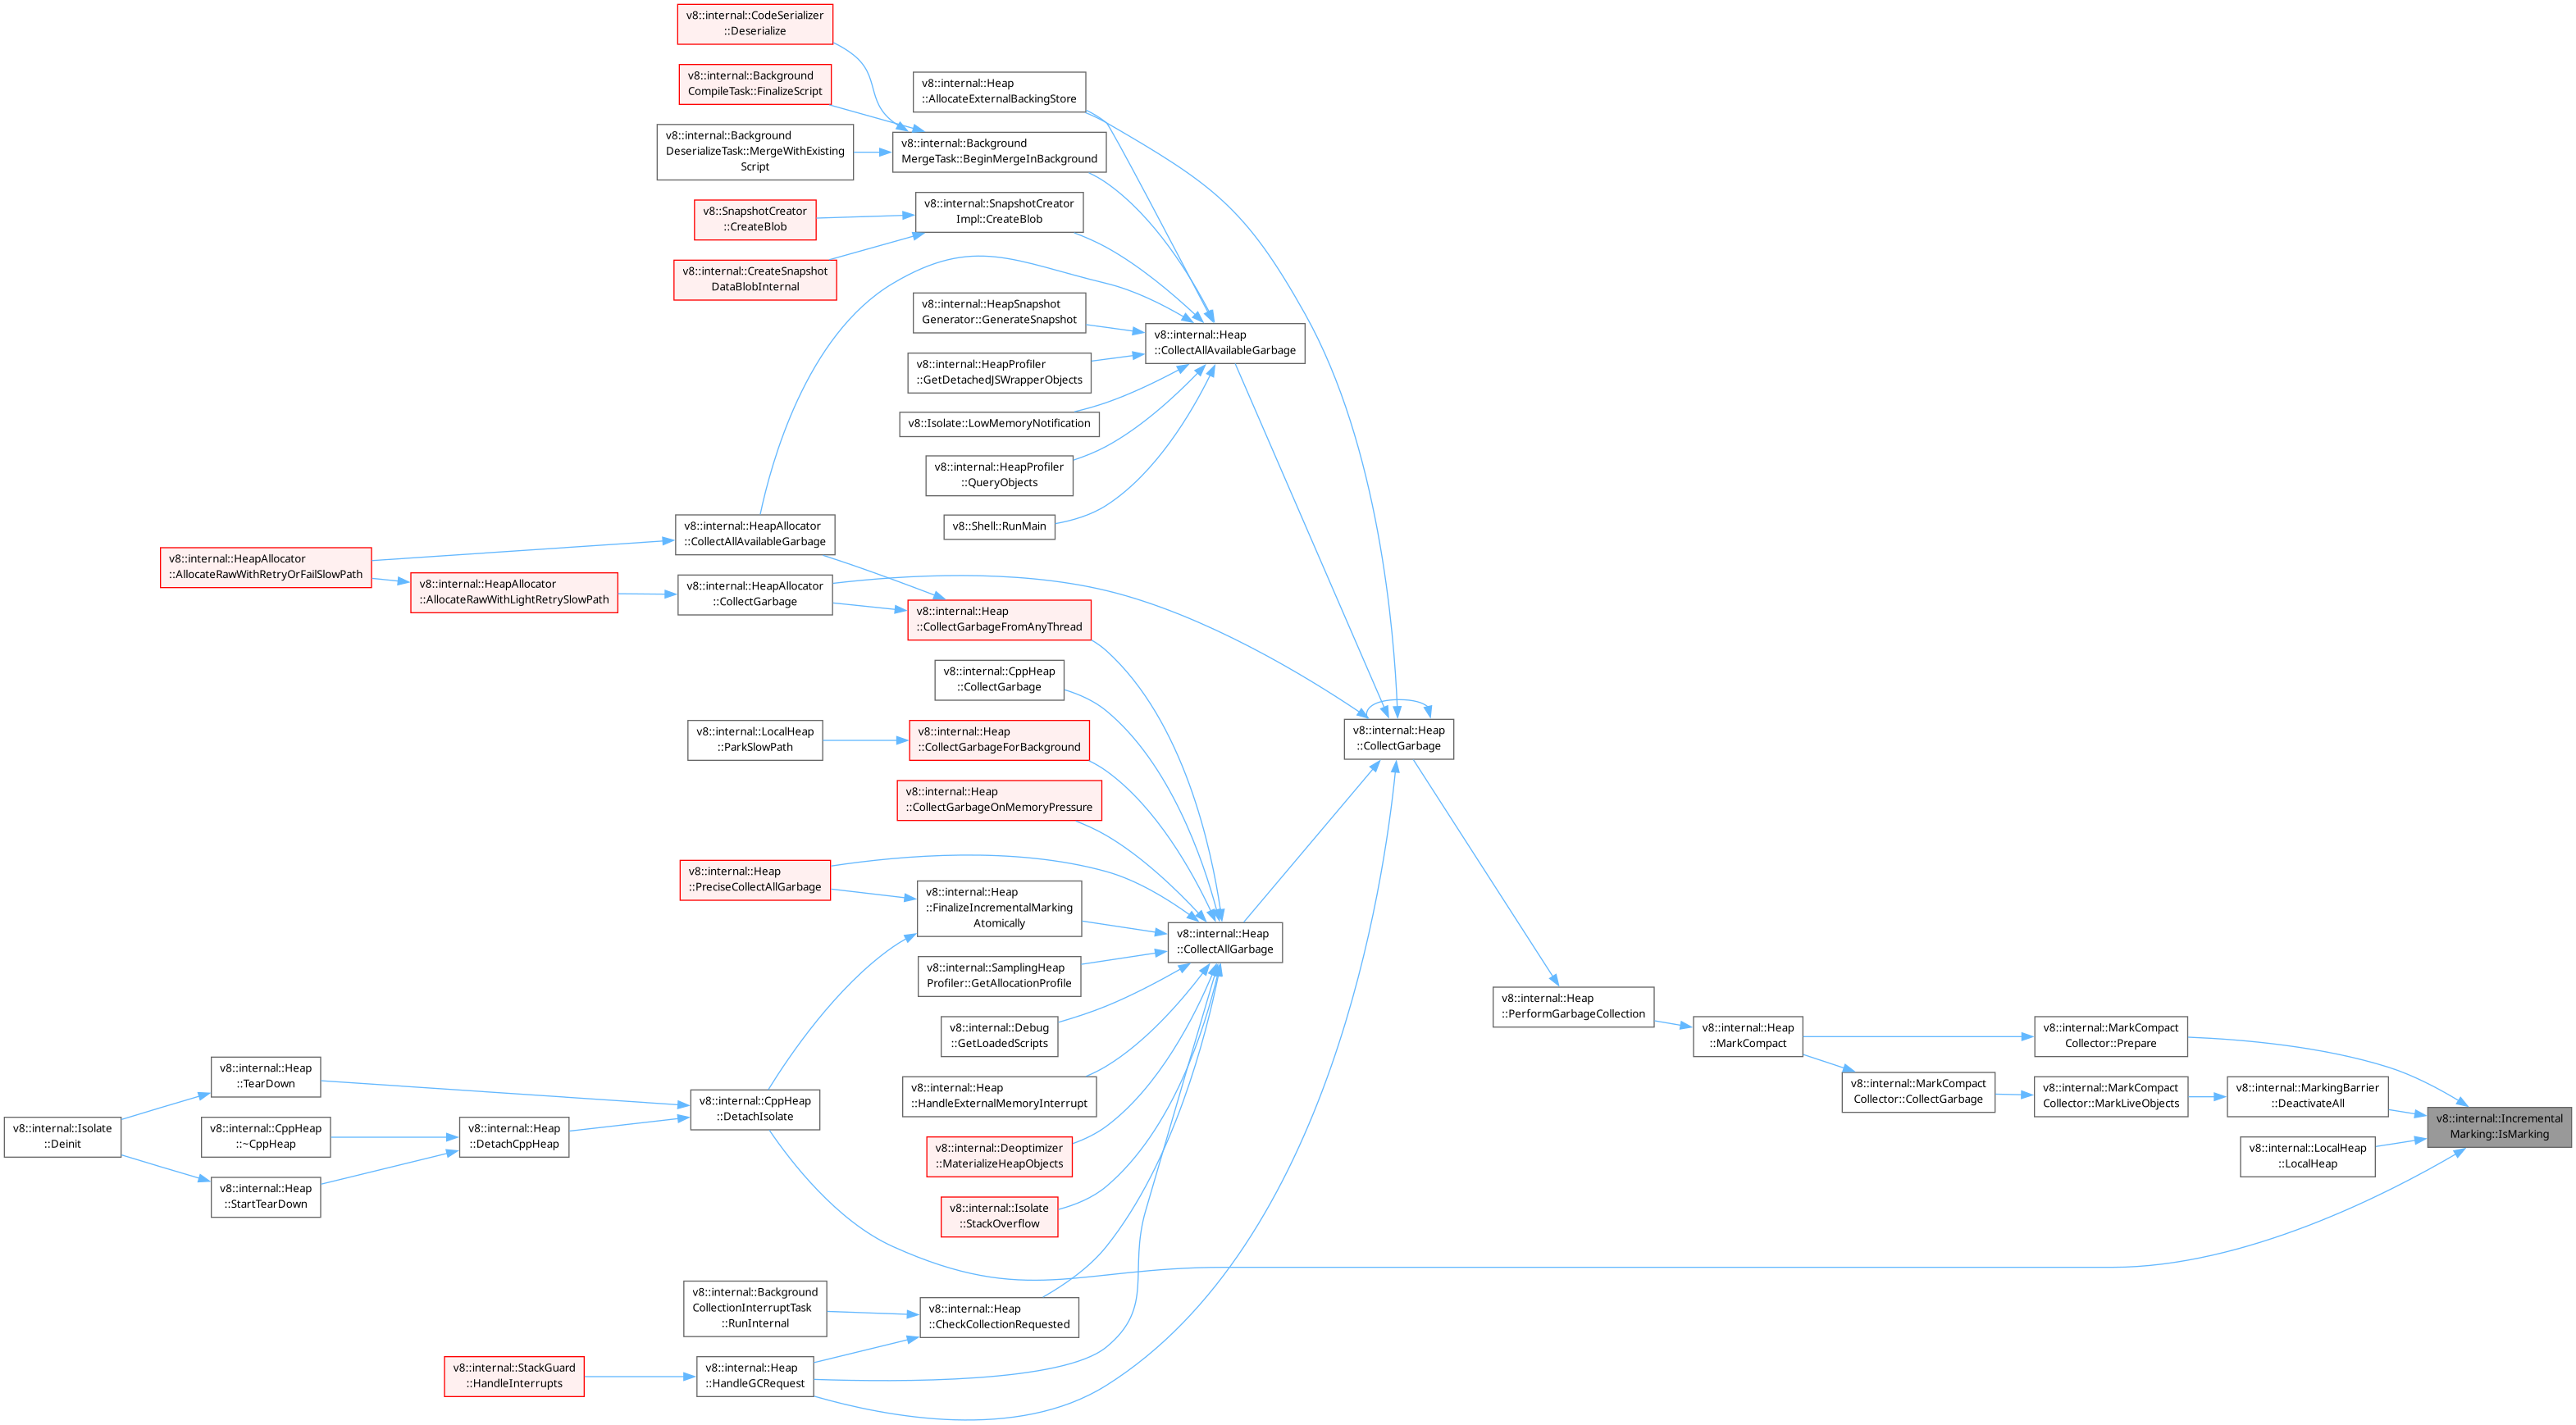 v8::internal::CodeSerializer
::Deserialize
v8::internal::Background
CompileTask::FinalizeScript
v8::internal::Background
DeserializeTask::MergeWithExisting
Script
v8::SnapshotCreator
::CreateBlob
v8::internal::CreateSnapshot
DataBlobInternal
v8::internal::Heap
::AllocateExternalBackingStore
v8::internal::Background
MergeTask::BeginMergeInBackground
v8::internal::SnapshotCreator
Impl::CreateBlob
v8::internal::HeapSnapshot
Generator::GenerateSnapshot
v8::internal::HeapProfiler
::GetDetachedJSWrapperObjects
v8::Isolate::LowMemoryNotification
v8::internal::HeapProfiler
::QueryObjects
v8::Shell::RunMain
v8::internal::Heap
::CollectAllAvailableGarbage
v8::internal::HeapAllocator
::CollectAllAvailableGarbage
v8::internal::HeapAllocator
::AllocateRawWithRetryOrFailSlowPath
v8::internal::HeapAllocator
::AllocateRawWithLightRetrySlowPath
v8::internal::HeapAllocator
::CollectGarbage
v8::internal::Heap
::CollectGarbageFromAnyThread
v8::internal::CppHeap
::CollectGarbage
v8::internal::LocalHeap
::ParkSlowPath
v8::internal::Heap
::CollectGarbageForBackground
v8::internal::Heap
::CollectGarbageOnMemoryPressure
v8::internal::Heap
::CollectGarbage
v8::internal::Heap
::PreciseCollectAllGarbage
v8::internal::Heap
::FinalizeIncrementalMarking
Atomically
v8::internal::Heap
::CollectAllGarbage
v8::internal::SamplingHeap
Profiler::GetAllocationProfile
v8::internal::Debug
::GetLoadedScripts
v8::internal::Heap
::HandleExternalMemoryInterrupt
v8::internal::Deoptimizer
::MaterializeHeapObjects
v8::internal::Isolate
::StackOverflow
v8::internal::Heap
::TearDown
v8::internal::Isolate
::Deinit
v8::internal::CppHeap
::~CppHeap
v8::internal::Heap
::StartTearDown
v8::internal::Heap
::DetachCppHeap
v8::internal::CppHeap
::DetachIsolate
v8::internal::Background
CollectionInterruptTask
::RunInternal
v8::internal::Heap
::CheckCollectionRequested
v8::internal::StackGuard
::HandleInterrupts
v8::internal::Heap
::HandleGCRequest
v8::internal::Heap
::PerformGarbageCollection
v8::internal::Heap
::MarkCompact
v8::internal::MarkCompact
Collector::Prepare
v8::internal::MarkCompact
Collector::CollectGarbage
v8::internal::MarkCompact
Collector::MarkLiveObjects
v8::internal::MarkingBarrier
::DeactivateAll
v8::internal::LocalHeap
::LocalHeap
v8::internal::Incremental
Marking::IsMarking